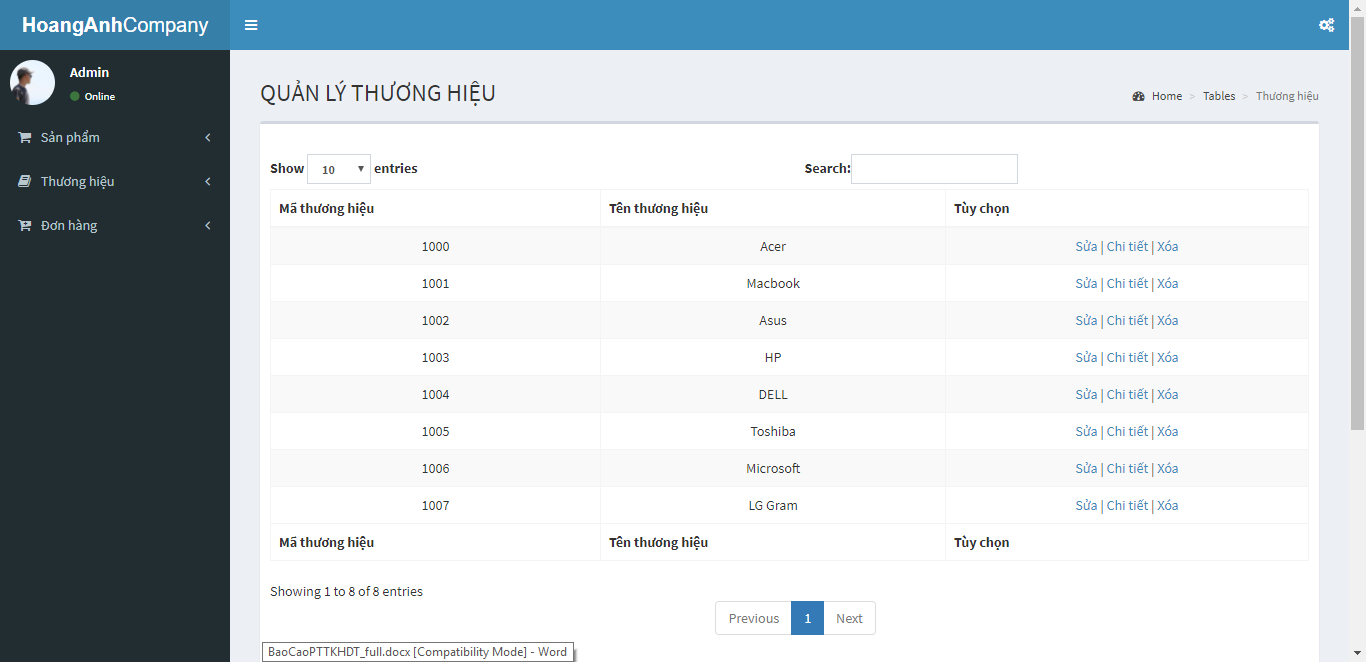 HoangAnhCompany
Admin
Online
Sản phẩm
Thương hiệu
Đơn hàng
QUẢN LÝ THƯƠNG HIỆU
Home > Tables > Thương hiệu
Show 10 entries Search:
Mã thương hiệu Tên thương hiệu Tùy chọn
1000 Acer Sửa | Chi tiết | Xóa
1001 Macbook Sửa | Chi tiết | Xóa
1002 Asus Sửa | Chi tiết | Xóa
1003 HP Sửa | Chi tiết | Xóa
1004 DELL Sửa | Chi tiết | Xóa
1005 Toshiba Sửa | Chi tiết | Xóa
1006 Microsoft Sửa | Chi tiết | Xóa
1007 LG Gram Sửa | Chi tiết | Xóa
Mã thương hiệu Tên thương hiệu Tùy chọn
Showing 1 to 8 of 8 entries
Previous 1 Next
BaoCaoPTTKHDT_full.docx [Compatibility Mode] - Word